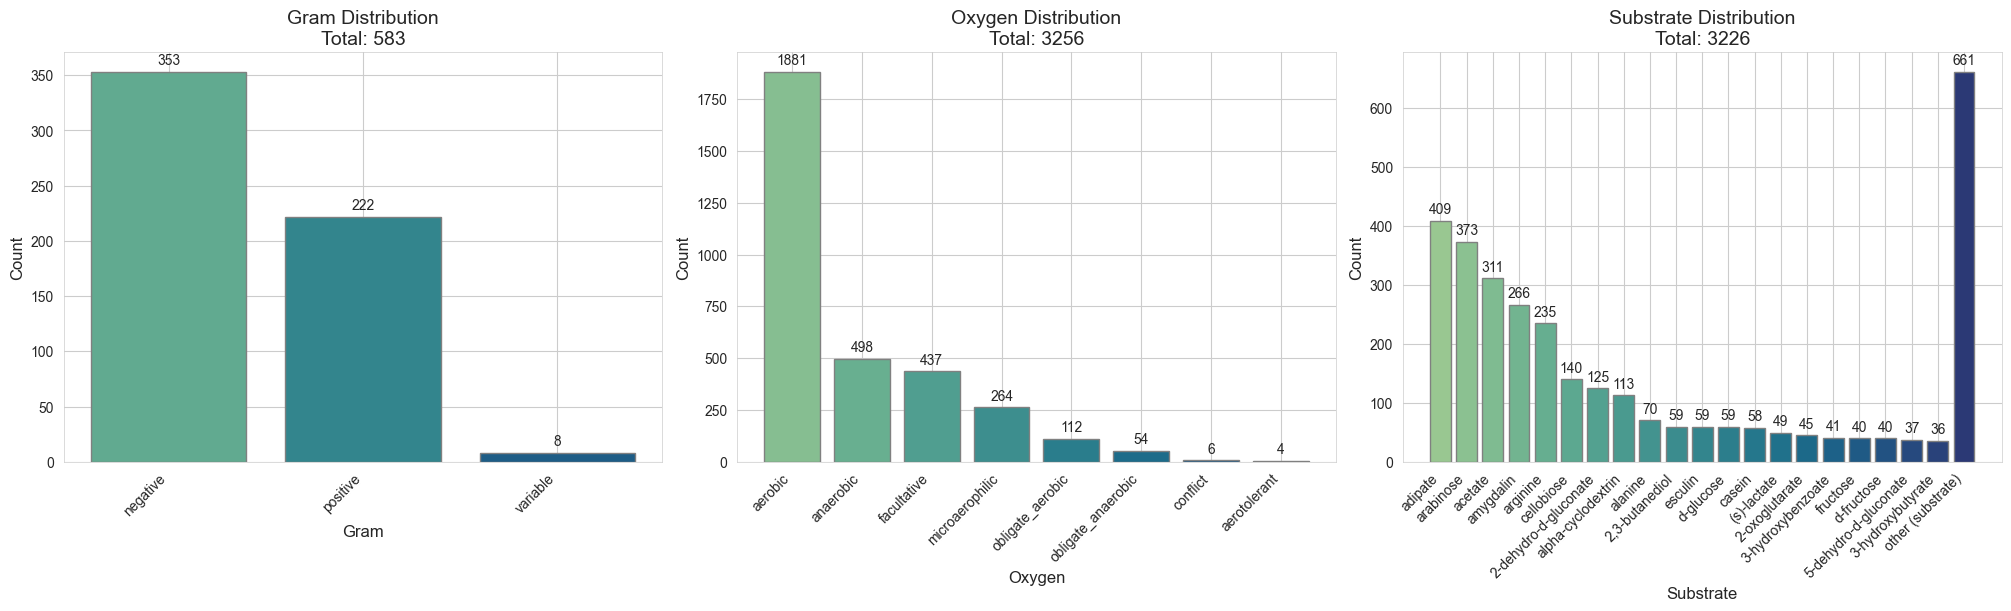 Gram Distribution
Total: 583
350
300
250
200
150
100
50
0
Count
353
222
8
negative
positive
variable
Gram
Oxygen Distribution
Total: 3256
1750
1500
1250
1000
750
500
250
0
Count
1881
498
437
264
112
54
6
4
aerobic
anaerobic
facultative
microaerophilic
obligate_aerobic
obligate_anaerobic
conflict
aerotolerant
Oxygen
Substrate Distribution
Total: 3226
600
500
400
300
200
100
0
Count
409
373
311
266
235
140
125
113
70
59
59
59
58
49
45
41
40
40
37
36
661
adipate
arabinose
acetate
amygdalin
arginine
cellobiose
2-dehydro-d-gluconate
alpha-cyclodextrin
alanine
2,3-butanediol
esculin
d-glucose
casein
(s)-lactate
2-oxoglutarate
3-hydroxybenzoate
fructose
d-fructose
5-dehydro-d-gluconate
3-hydroxybutyrate
other (substrate)
Substrate